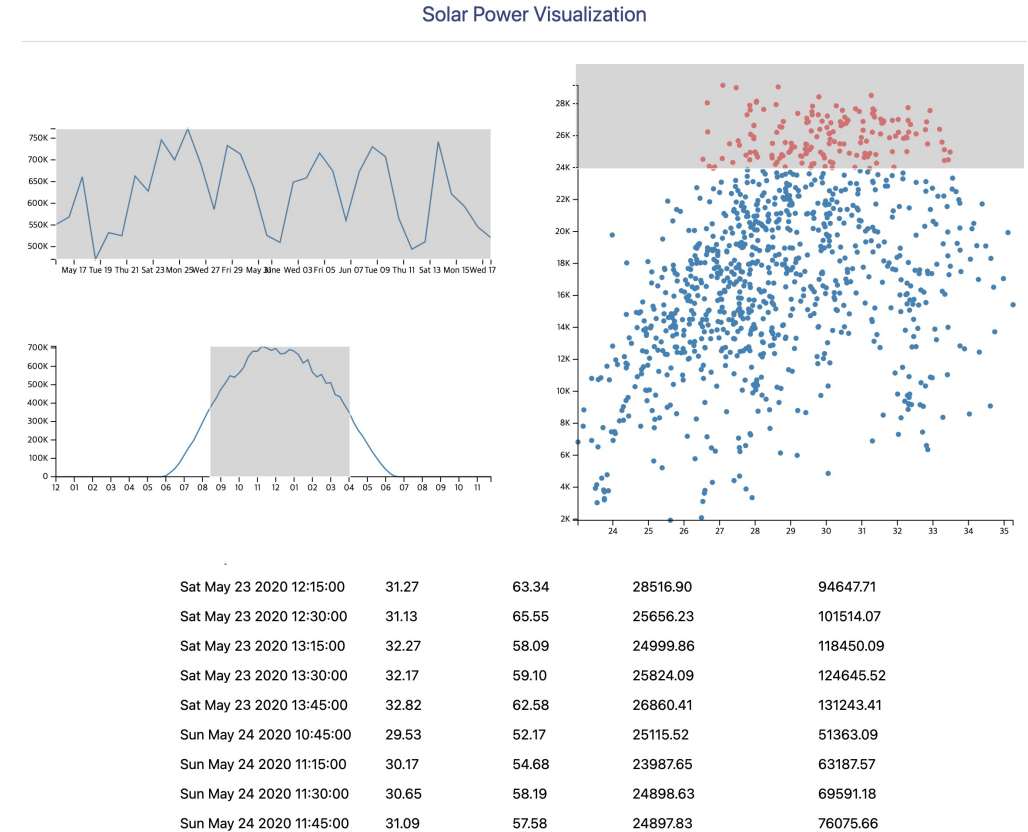 Solar Power Visualization
750K
700K
650K
600K
550K
500K
May 17 Tue 19 Thu 21 Sat 23 Mon 25 Wed 27 Fri 29 May 31 June Wed 03 Fri 05 Jun 07 Tue 09 Thu 11 Sat 13 Mon 15 Wed 17
700K
600K
500K
400K
300K
200K
100K
0
12 01 02 03 04 05 06 07 08 09 10 11 12 01 02 03 04 05 06 07 08 09 10 11
28K
26K
24K
22K
20K
18K
16K
14K
12K
10K
8K
6K
4K
2K
24 25 26 27 28 29 30 31 32 33 34 35
Sat May 23 2020 12:15:00 31.27 63.34 28516.90 94647.71
Sat May 23 2020 12:30:00 31.13 65.55 25656.23 101514.07
Sat May 23 2020 13:15:00 32.27 58.09 24999.86 118450.09
Sat May 23 2020 13:30:00 32.17 59.10 25824.09 124645.52
Sat May 23 2020 13:45:00 32.82 62.58 26860.41 131243.41
Sun May 24 2020 10:45:00 29.53 52.17 25115.52 51363.09
Sun May 24 2020 11:15:00 30.17 54.68 23987.65 63187.57
Sun May 24 2020 11:30:00 30.65 58.19 24898.63 69591.18
Sun May 24 2020 11:45:00 31.09 57.58 24897.83 76075.66